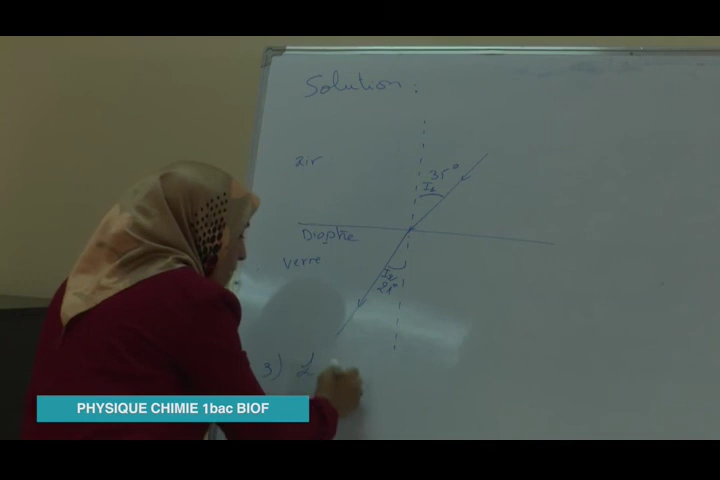 Solution :
air
35°
I₁
Dioptre
verre
I₂
21°
3) L
PHYSIQUE CHIMIE 1bac BIOF